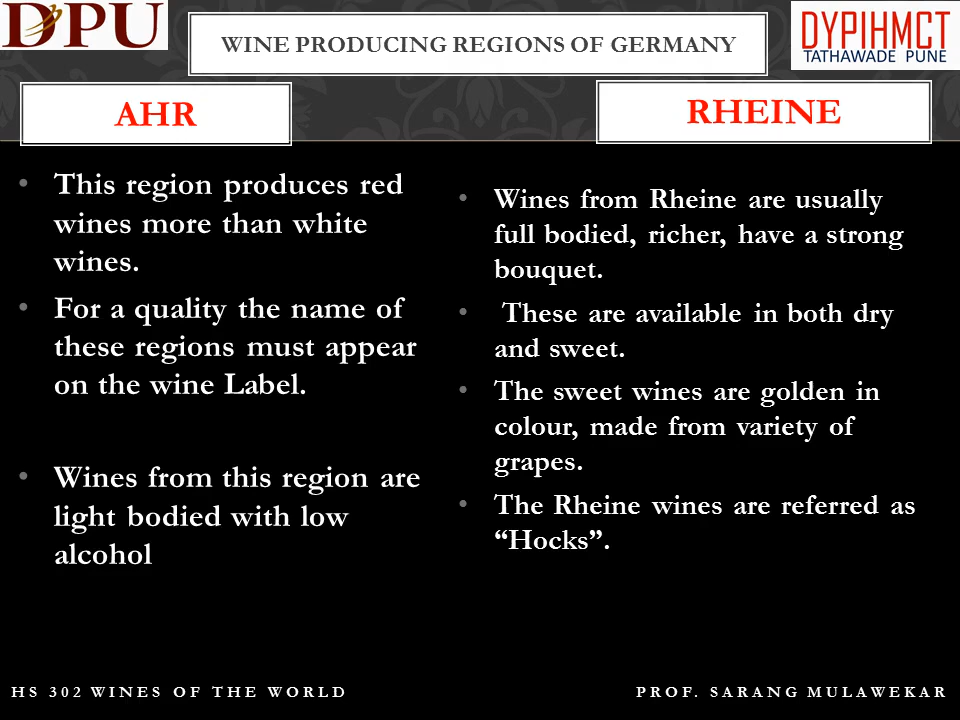 DPU
WINE PRODUCING REGIONS OF GERMANY
DYPIHMCT
TATHAWADE PUNE
AHR
RHEINE
• This region produces red
wines more than white
wines.
• For a quality the name of
these regions must appear
on the wine Label.
• Wines from this region are
light bodied with low
alcohol
• Wines from Rheine are usually
full bodied, richer, have a strong
bouquet.
• These are available in both dry
and sweet.
• The sweet wines are golden in
colour, made from variety of
grapes.
• The Rheine wines are referred as
“Hocks”.
HS 302 WINES OF THE WORLD
PROF. SARANG MULAWEKAR